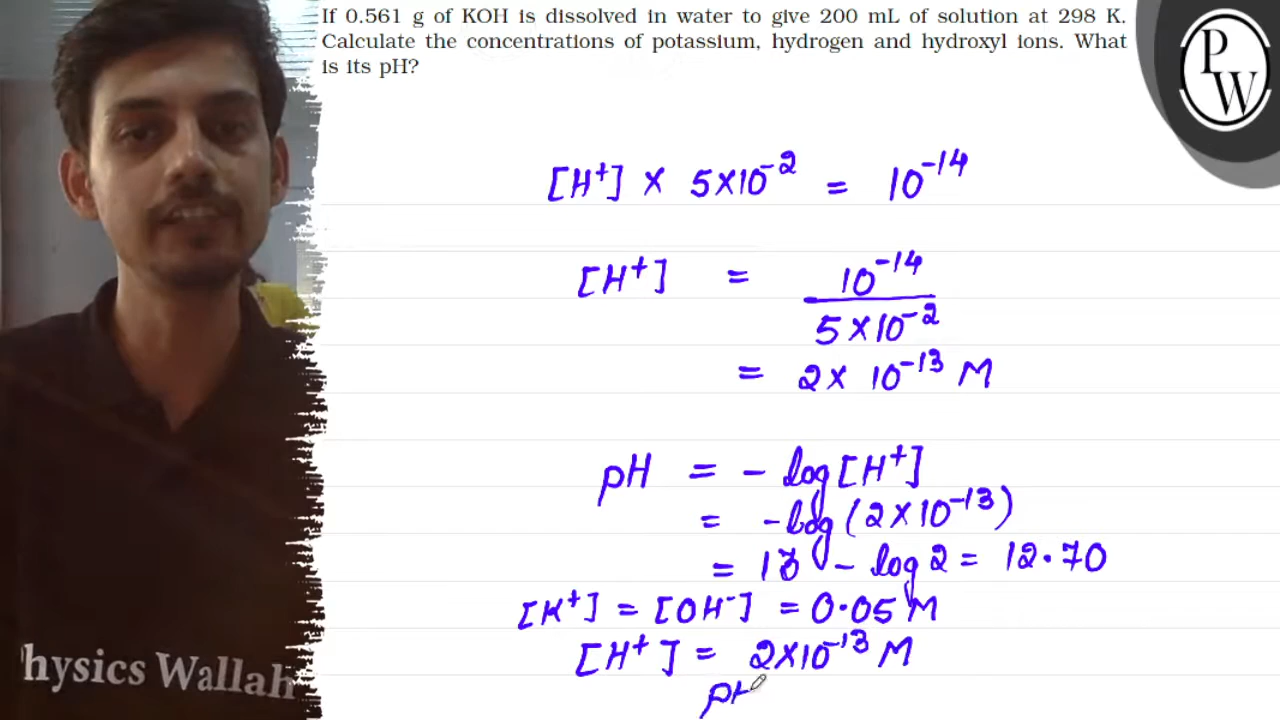 If 0.561 g of KOH is dissolved in water to give 200 mL of solution at 298 K.
Calculate the concentrations of potassium, hydrogen and hydroxyl ions. What
is its pH?
P
W
[H⁺] × 5×10⁻² = 10⁻¹⁴
[H⁺] = 10⁻¹⁴
5×10⁻²
= 2× 10⁻¹³ M
pH = - log[H⁺]
= -log (2×10⁻¹³)
= 13 - log 2 = 12.70
[K⁺] = [OH⁻] = 0.05 M
[H⁺] = 2×10⁻¹³ M
pH
hysics Wallah